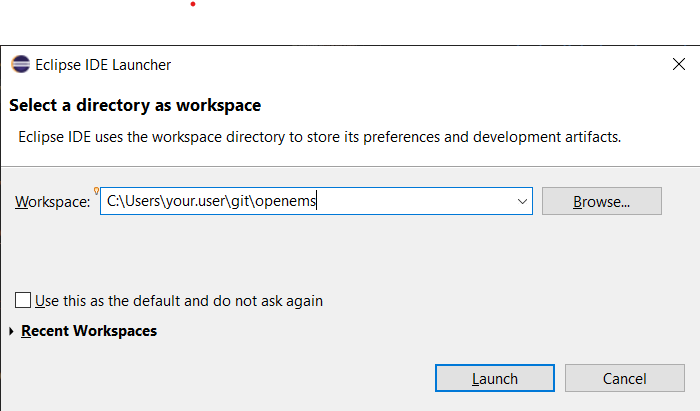 Eclipse IDE Launcher
Select a directory as workspace
Eclipse IDE uses the workspace directory to store its preferences and development artifacts.
Workspace: C:\Users\your.user\git\openems Browse...
Use this as the default and do not ask again
Recent Workspaces
Launch Cancel